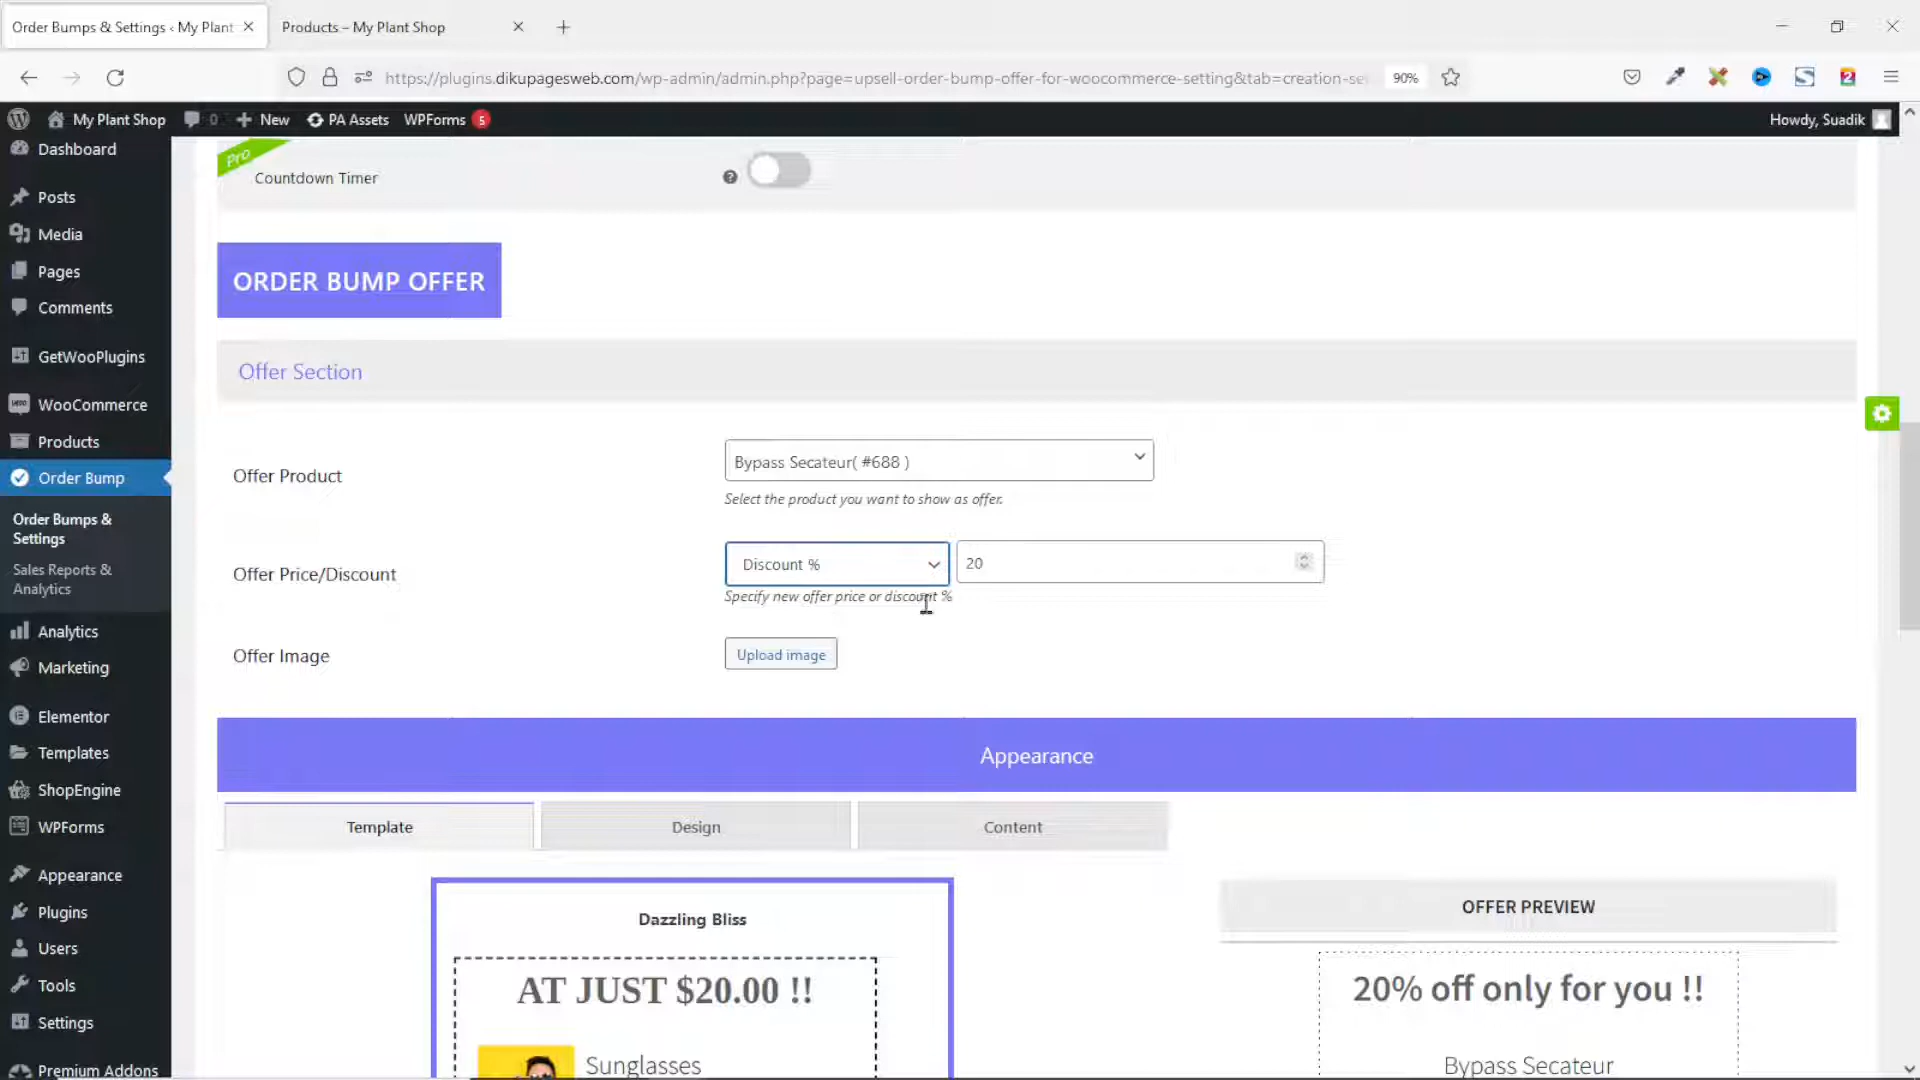 Order Bumps & Settings ‹ My Plant
Products – My Plant Shop
https://plugins.dikupagesweb.com/wp-admin/admin.php?page=upsell-order-bump-offer-for-woocommerce-setting&tab=creation-se
90%
2
My Plant Shop
0
New
PA Assets
WPForms 5
Howdy, Suadik
Dashboard
Posts
Media
Pages
Comments
GetWooPlugins
WooCommerce
Products
Order Bump
Order Bumps &
Settings
Sales Reports &
Analytics
Analytics
Marketing
Elementor
Templates
ShopEngine
WPForms
Appearance
Plugins
Users
Tools
Settings
Premium Addons
Pro
Countdown Timer
ORDER BUMP OFFER
Offer Section
Offer Product
Bypass Secateur( #688 )
Select the product you want to show as offer.
Offer Price/Discount
Discount %
20
Specify new offer price or discount %
Offer Image
Upload image
Appearance
Template
Design
Content
Dazzling Bliss
AT JUST $20.00 !!
Sunglasses
OFFER PREVIEW
20% off only for you !!
Bypass Secateur